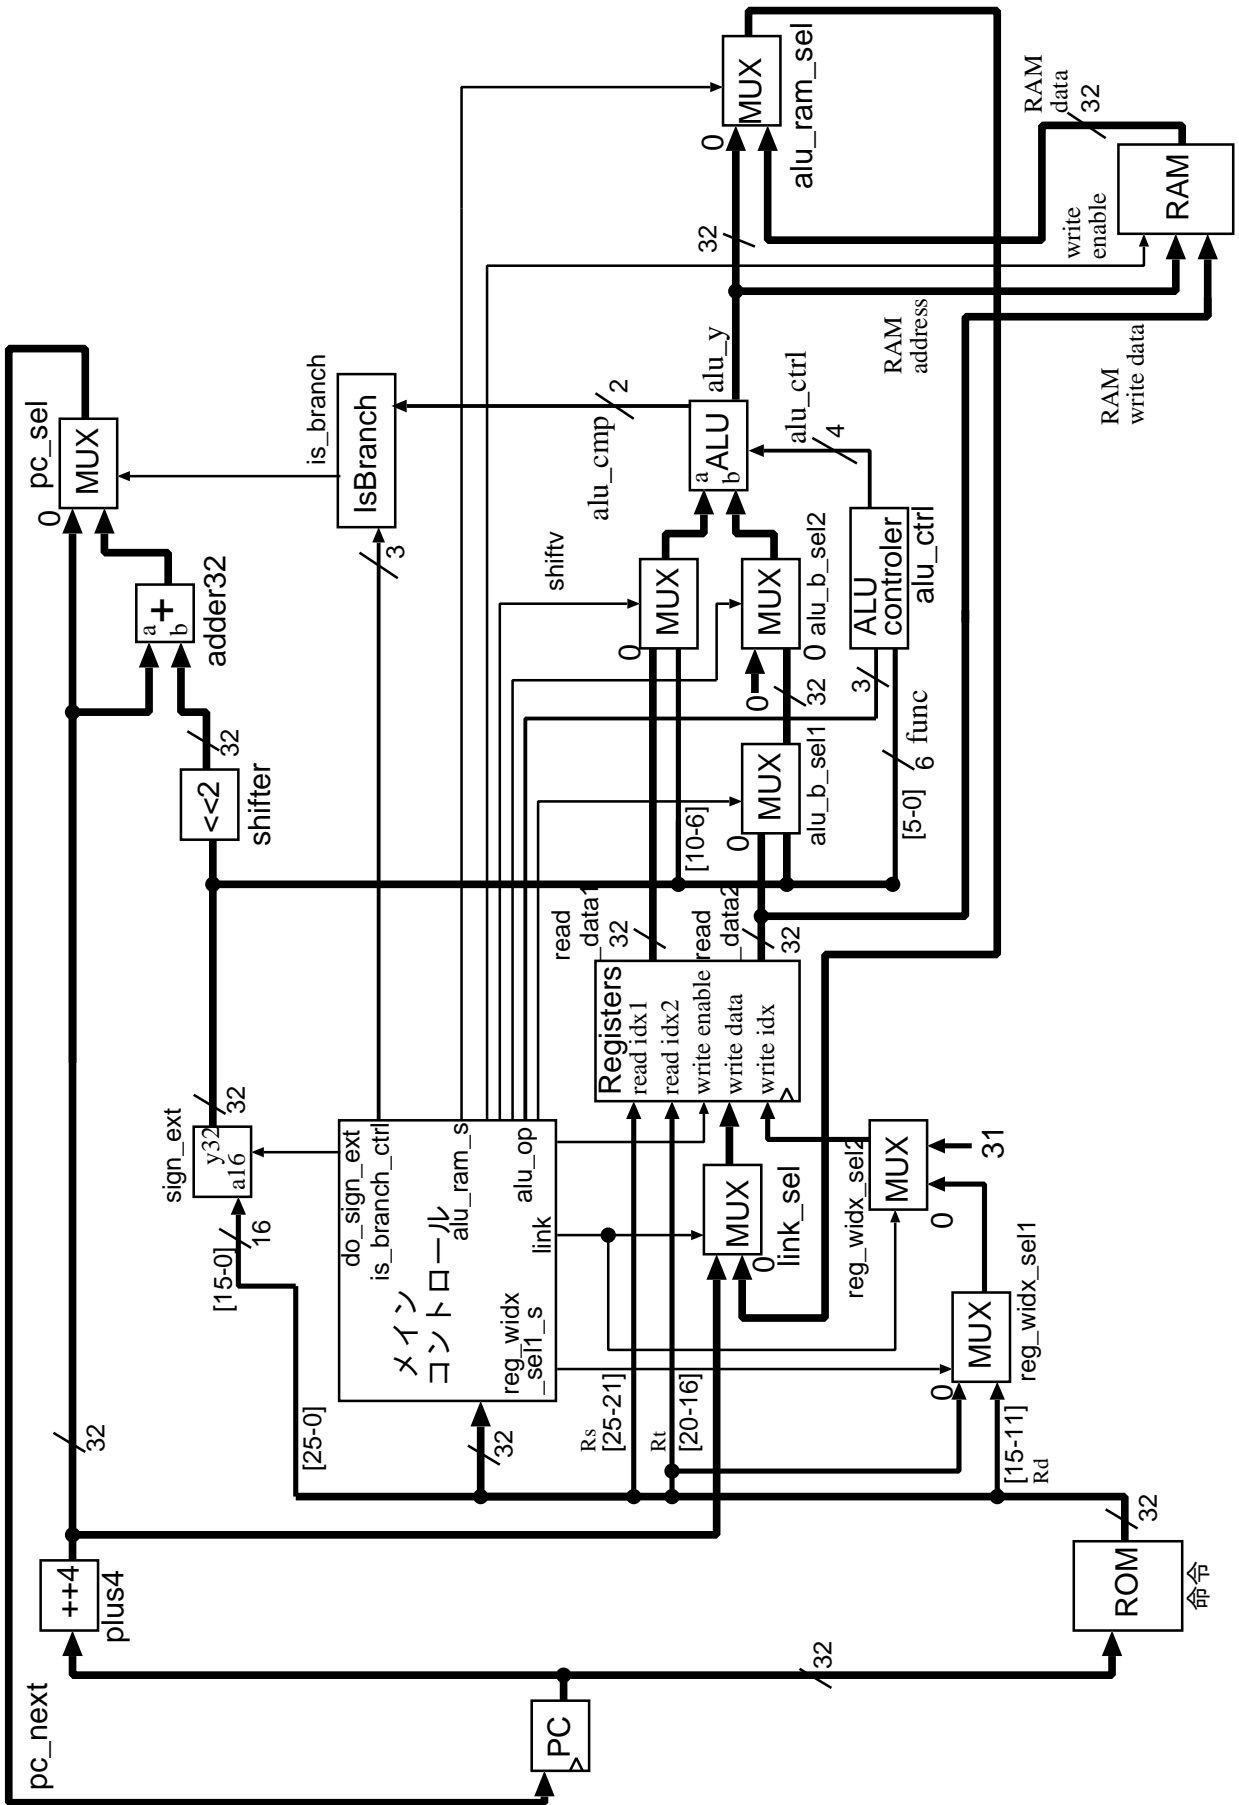 pc_next
++4
plus4
32
0
MUX
pc_sel
a
b
+
adder32
<<2
shifter
32
sign_ext
y32
a16
32
[15-0]
16
[25-0]
is_branch
IsBranch
3
PC
32
メイン
コントロール
do_sign_ext
is_branch_ctrl
alu_ram_s
alu_op
link
reg_widx
_sel1_s
32
Rs
[25-21]
Rt
[20-16]
[15-11]
Rd
ROM
命令
32
0
MUX
link_sel
reg_widx_sel2
MUX
0
31
0
MUX
reg_widx_sel1
Registers
read idx1
read idx2
write enable
write data
write idx
read
_data1
32
read
_data2
32
[10-6]
0
MUX
alu_b_sel1
32
0
MUX
shiftv
0
MUX
0 alu_b_sel2
3
6
func
[5-0]
ALU
controler
alu_ctrl
a
b
ALU
alu_cmp
2
alu_y
alu_ctrl
4
32
0
MUX
alu_ram_sel
RAM
address
RAM
write data
write
enable
RAM
RAM
data
32